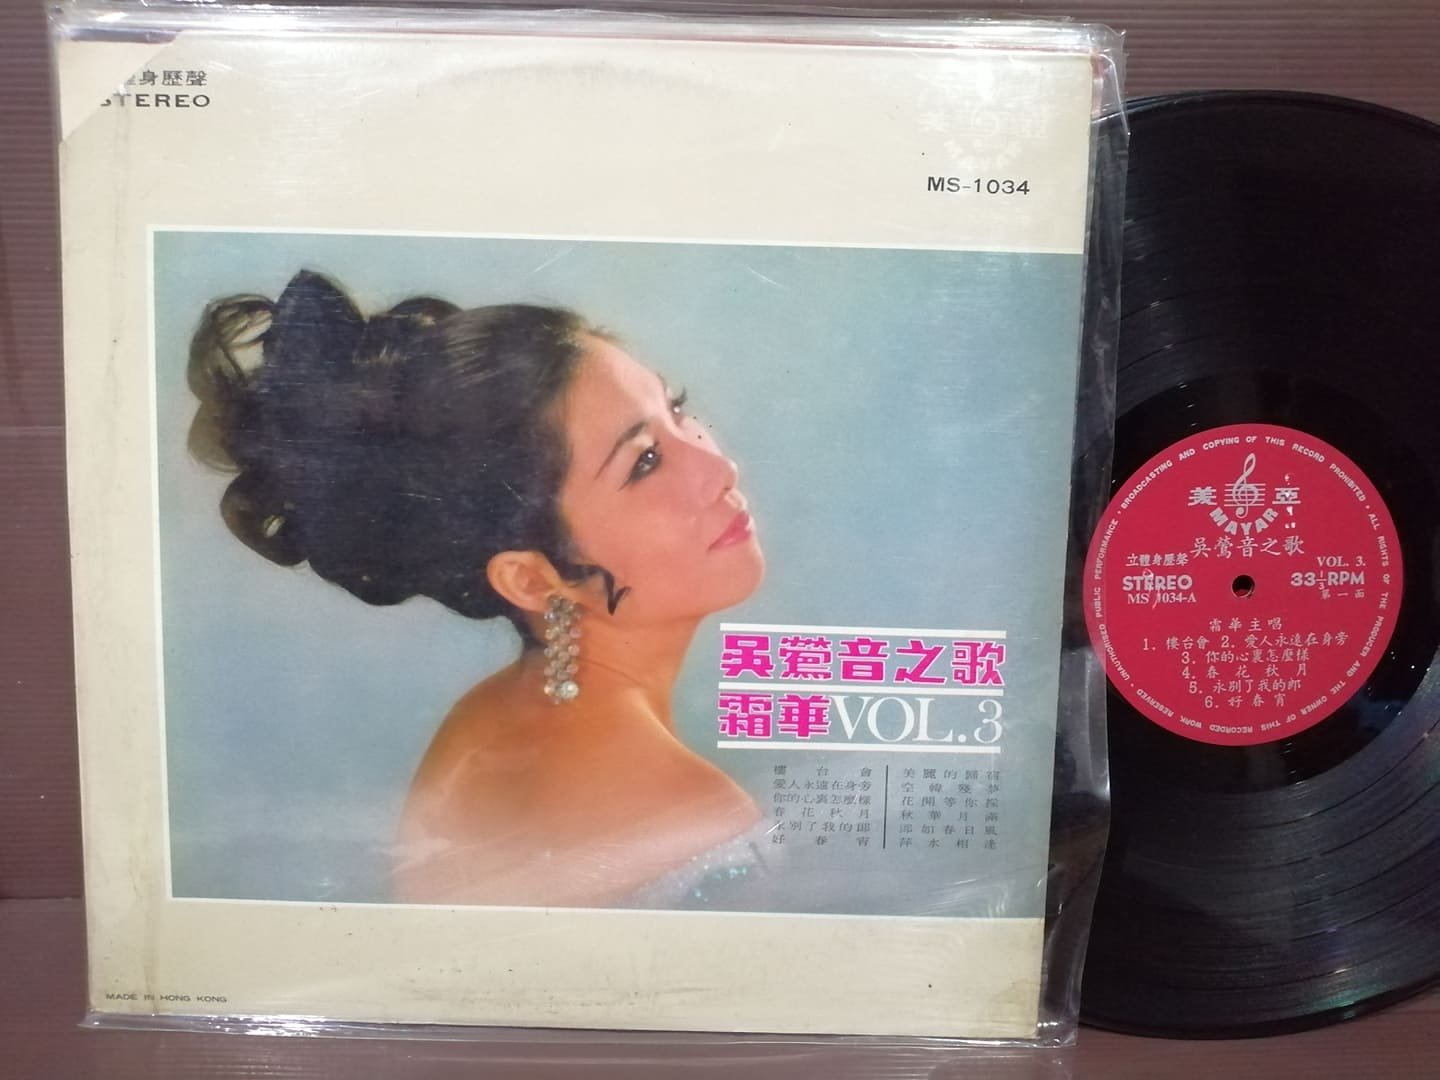 體身歷聲
STEREO
MS-1034
吳鶯音之歌
霜華VOL.3
樓台會
愛人永遠在身旁
你的心裏怎麼樣
春花秋月
永別了我的郎
好春宵
美麗的歸宿
空幃殘夢
花開等你採
秋華月滿
郎如春日風
萍水相逢
MADE IN HONG KONG
BROADCASTING AND COPYING OF THIS RECORD PROHIBITED • ALL RIGHTS OF THE PRODUCER AND THE OWNER OF THIS RECORDED WORK RESERVED • UNAUTHORISED PUBLIC PERFORMANCE •
美亞
MAYAR
吳鶯音之歌
立體身歷聲
STEREO
MS 1034-A
VOL. 3.
33⅓RPM
第一面
霜華主唱
1. 樓台會 2. 愛人永遠在身旁
3. 你的心裏怎麼樣
4. 春花秋月
5. 永別了我的郎
6. 好春宵